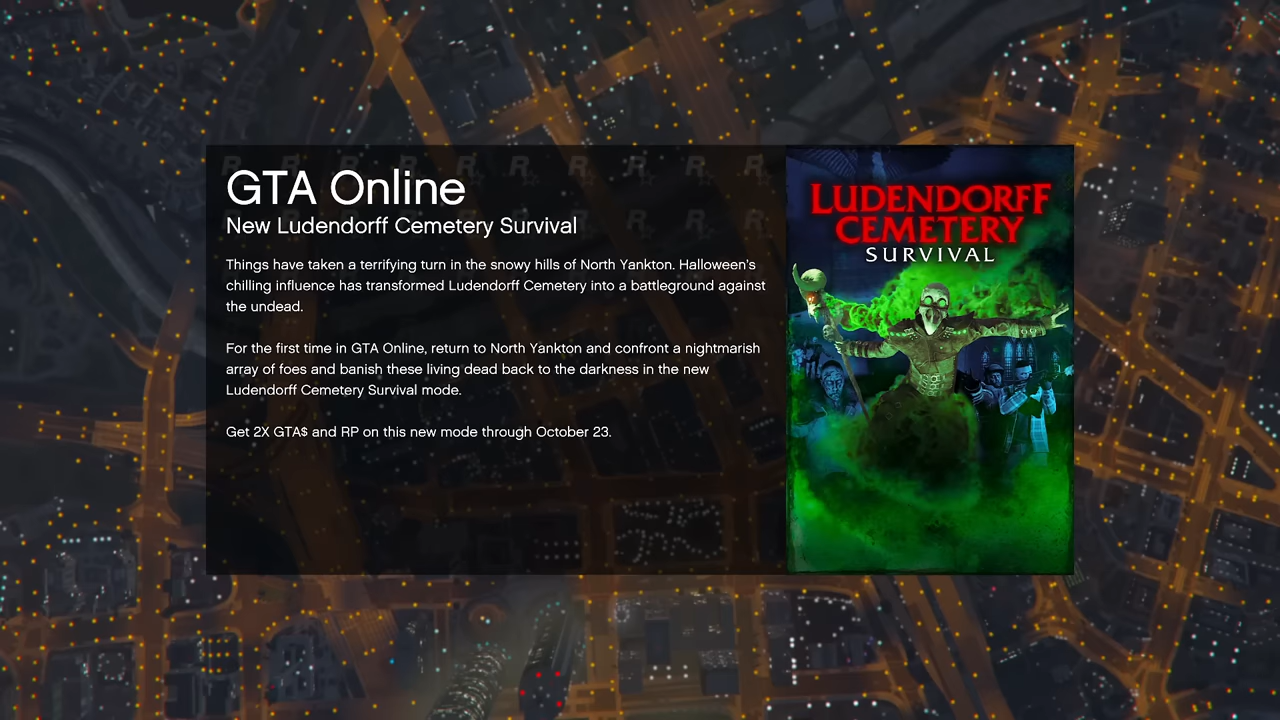 GTA Online
New Ludendorff Cemetery Survival
Things have taken a terrifying turn in the snowy hills of North Yankton. Halloween's
chilling influence has transformed Ludendorff Cemetery into a battleground against
the undead.
For the first time in GTA Online, return to North Yankton and confront a nightmarish
array of foes and banish these living dead back to the darkness in the new
Ludendorff Cemetery Survival mode.
Get 2X GTA$ and RP on this new mode through October 23.
LUDENDORFF
CEMETERY
SURVIVAL